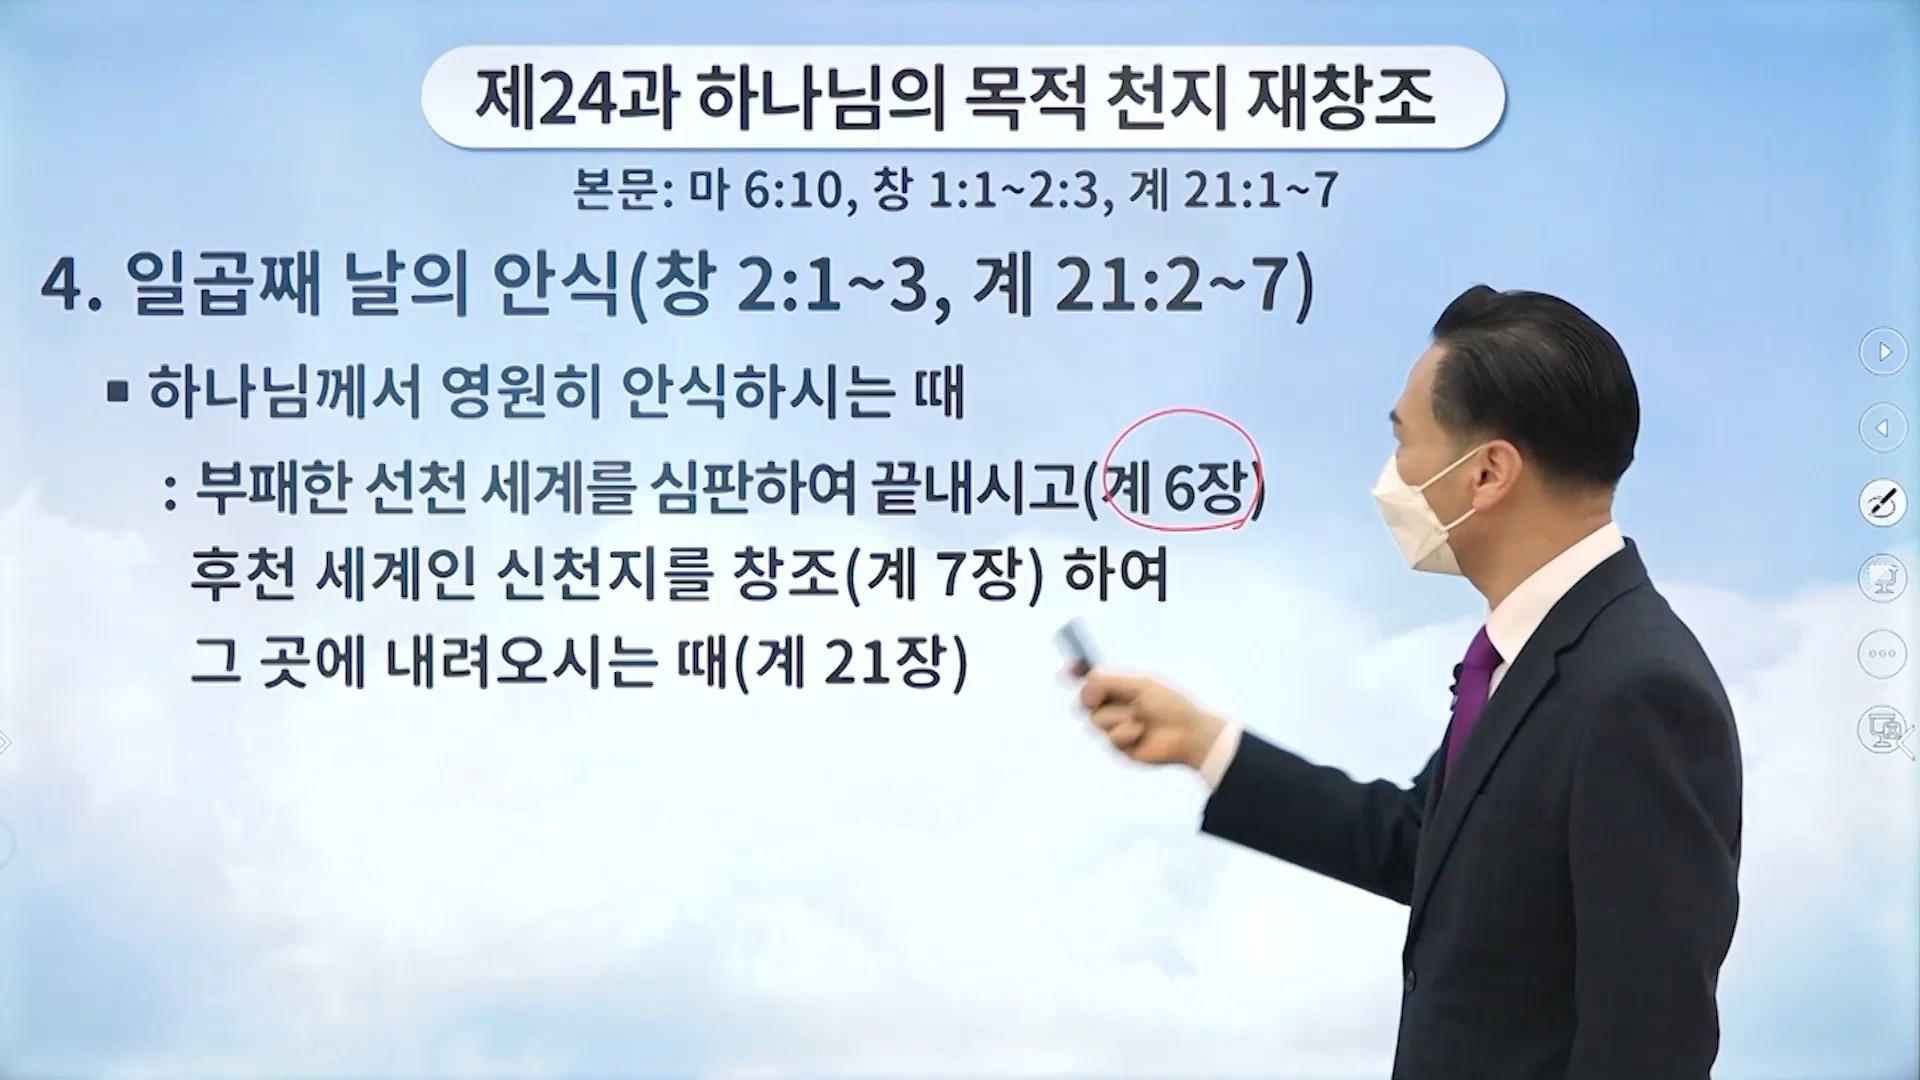 제24과 하나님의 목적 천지 재창조
본문: 마 6:10, 창 1:1~2:3, 계 21:1~7
4. 일곱째 날의 안식(창 2:1~3, 계 21:2~7)
▪ 하나님께서 영원히 안식하시는 때
: 부패한 선천 세계를 심판하여 끝내시고(계 6장)
후천 세계인 신천지를 창조(계 7장) 하여
그 곳에 내려오시는 때(계 21장)